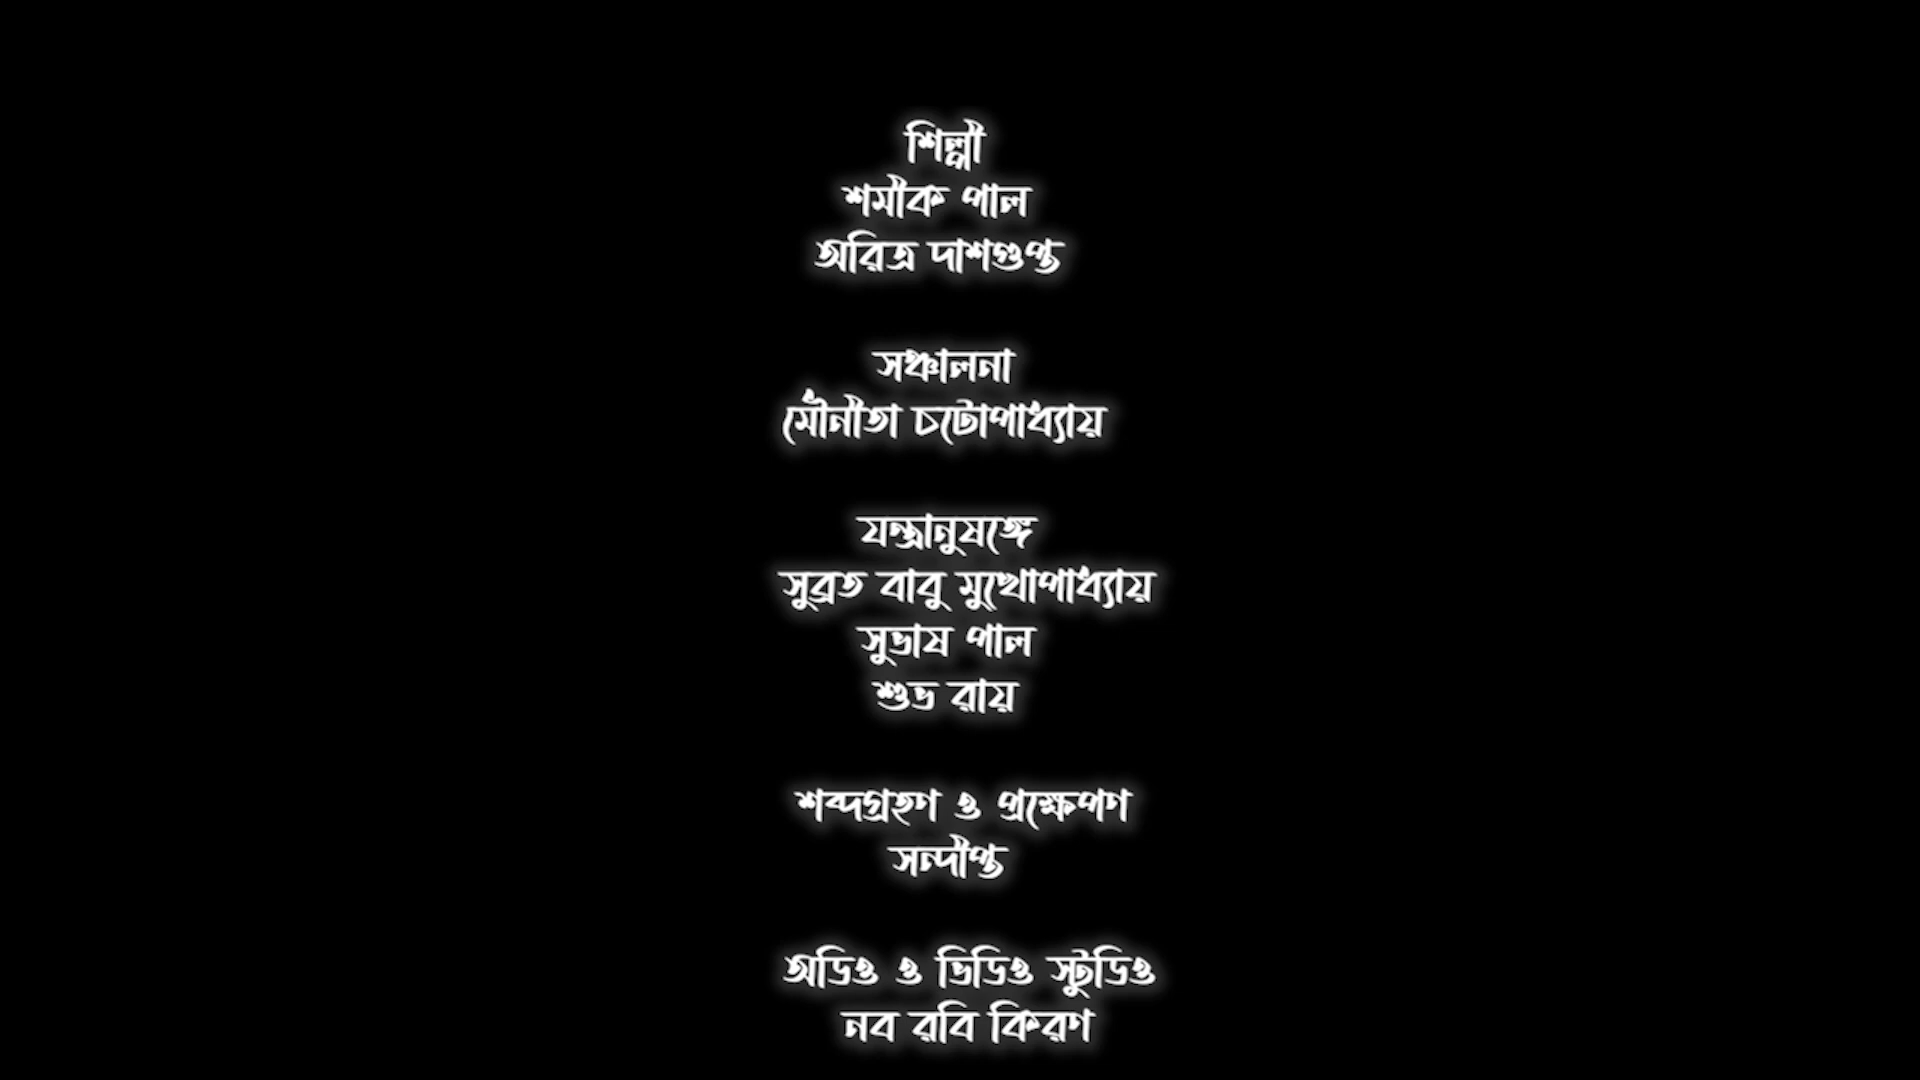 শিল্পী
শমীক পাল
অরিত্র দাশগুপ্ত
সঞ্চালনা
মৌনীতা চটোপাধ্যায়
যন্ত্রানুষঙ্গে
সুব্রত বাবু মুখোপাধ্যায়
সুভাষ পাল
শুভ্র রায়
শব্দগ্রহণ ও প্রক্ষেপণ
সন্দীপ্ত
অডিও ও ভিডিও স্টুডিও
নব রবি কিরণ